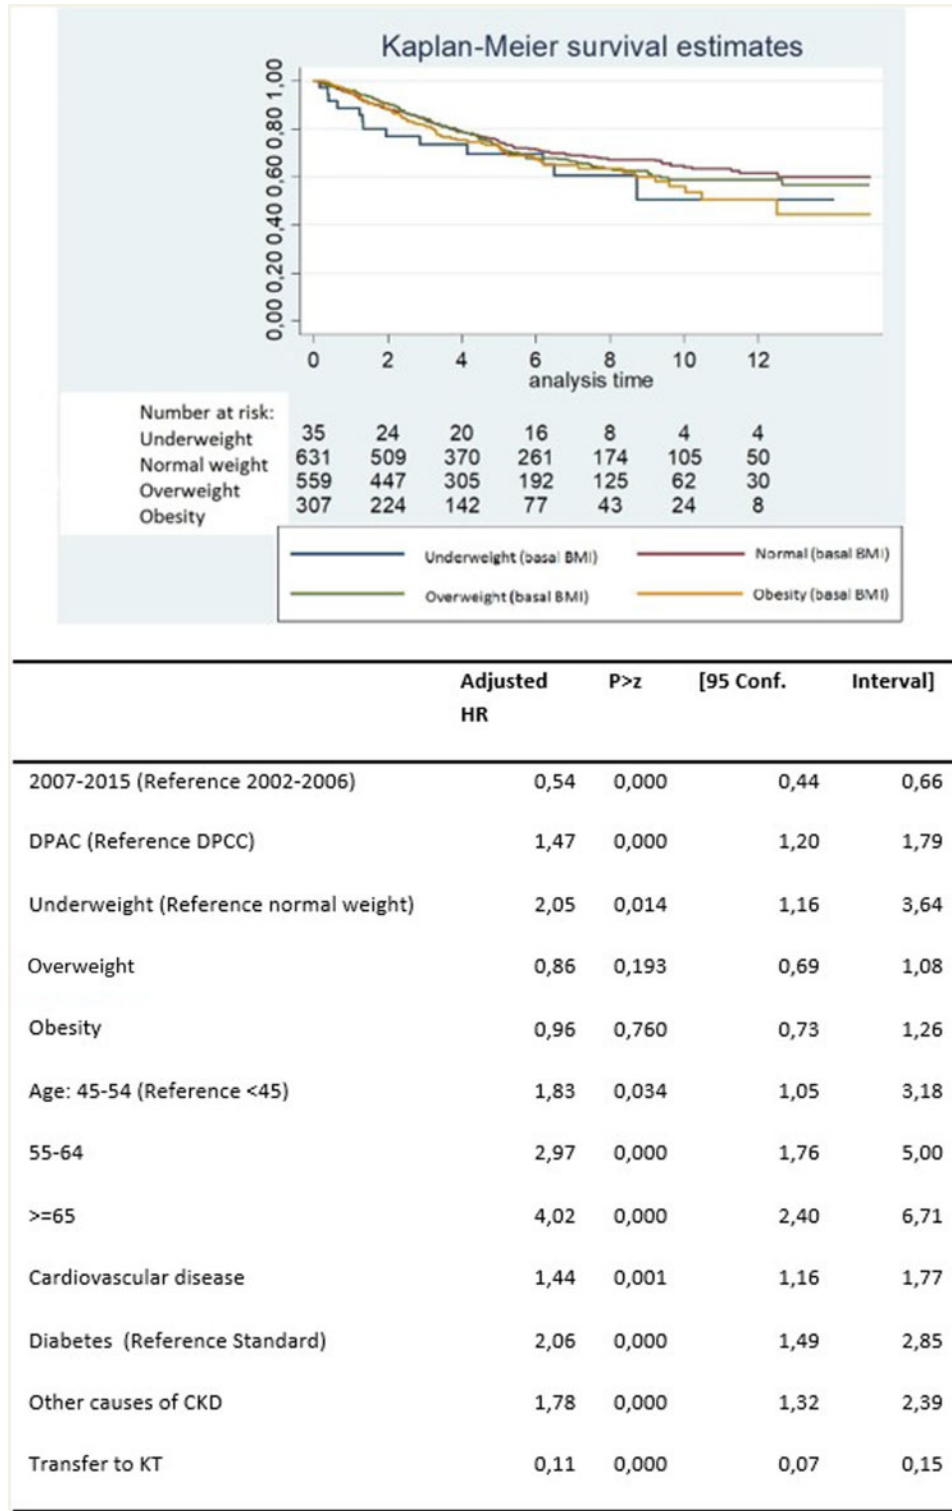 Kaplan-Meier survival estimates
1,00
0,80
0,60
0,40
0,20
0,00
0 2 4 6 8 10 12
analysis time
Number at risk:
Underweight 35 24 20 16 8 4 4
Normal weight 631 509 370 261 174 105 50
Overweight 559 447 305 192 125 62 30
Obesity 307 224 142 77 43 24 8
Underweight (basal BMI) Normal (basal BMI)
Overweight (basal BMI) Obesity (basal BMI)
Adjusted P>z [95 Conf. Interval]
HR
2007-2015 (Reference 2002-2006) 0,54 0,000 0,44 0,66
DPAC (Reference DPCC) 1,47 0,000 1,20 1,79
Underweight (Reference normal weight) 2,05 0,014 1,16 3,64
Overweight 0,86 0,193 0,69 1,08
Obesity 0,96 0,760 0,73 1,26
Age: 45-54 (Reference <45) 1,83 0,034 1,05 3,18
55-64 2,97 0,000 1,76 5,00
>=65 4,02 0,000 2,40 6,71
Cardiovascular disease 1,44 0,001 1,16 1,77
Diabetes (Reference Standard) 2,06 0,000 1,49 2,85
Other causes of CKD 1,78 0,000 1,32 2,39
Transfer to KT 0,11 0,000 0,07 0,15